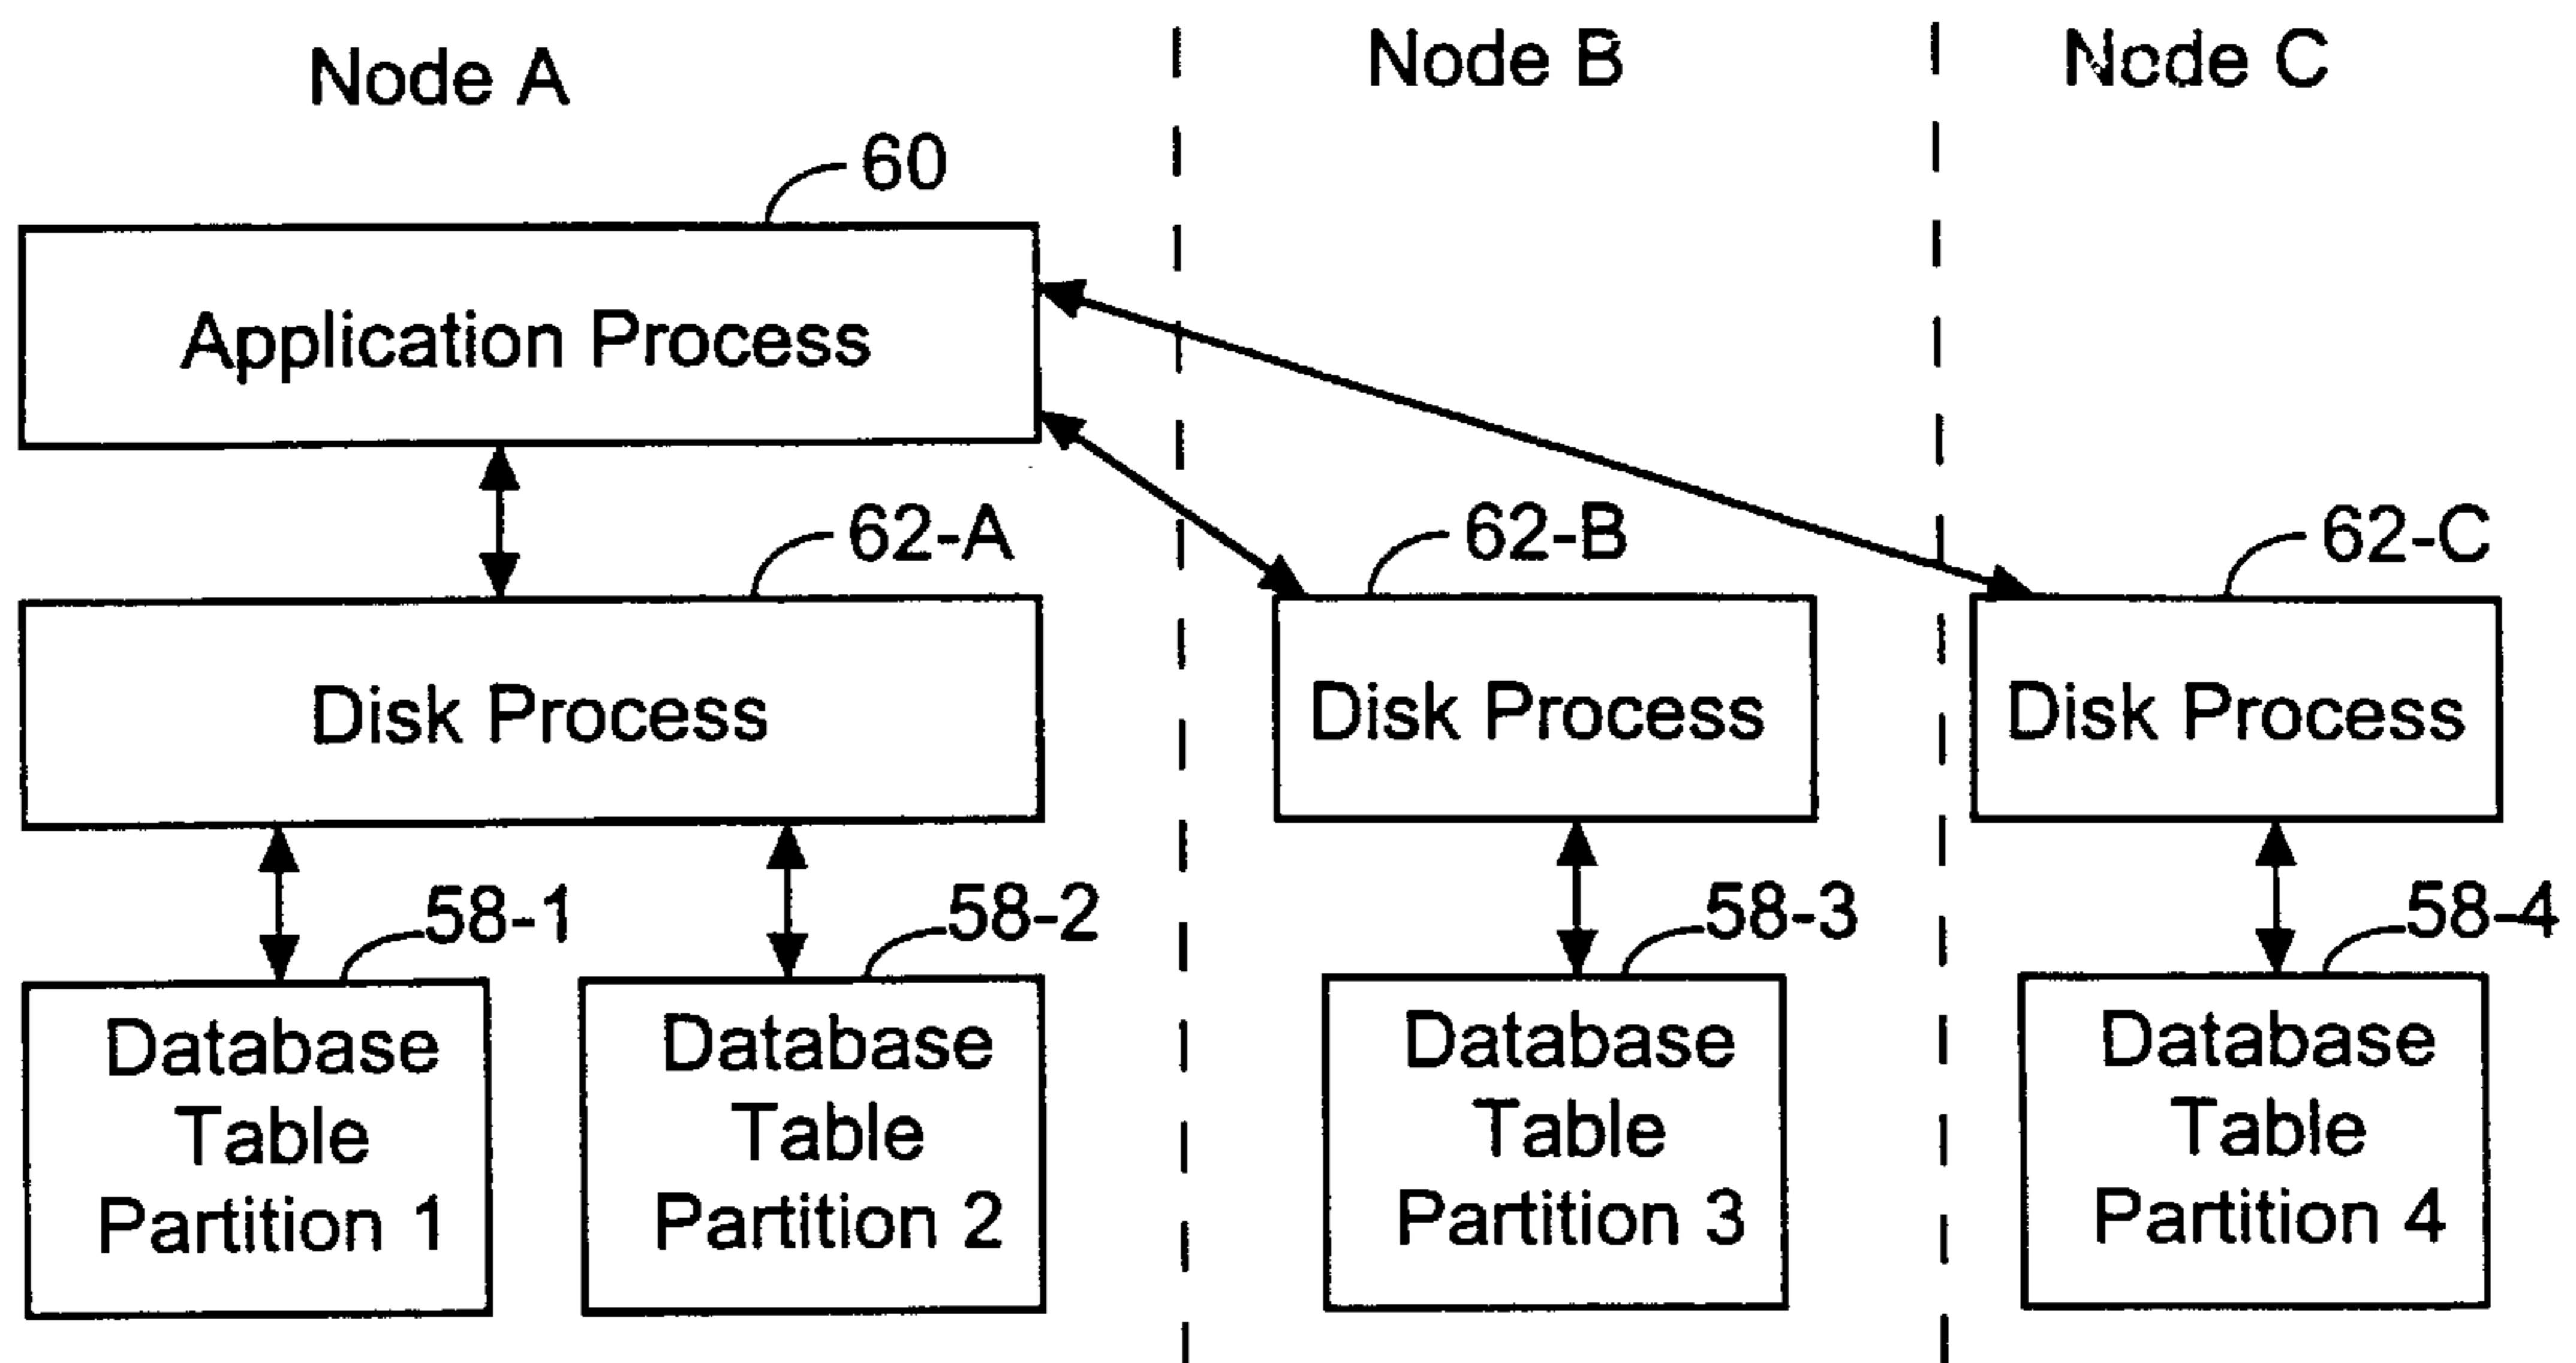 Node A
Node B
Node C
60
Application Process
62-A
62-B
62-C
Disk Process
Disk Process
Disk Process
58-1
58-2
58-3
58-4
Database
Table
Partition 1
Database
Table
Partition 2
Database
Table
Partition 3
Database
Table
Partition 4